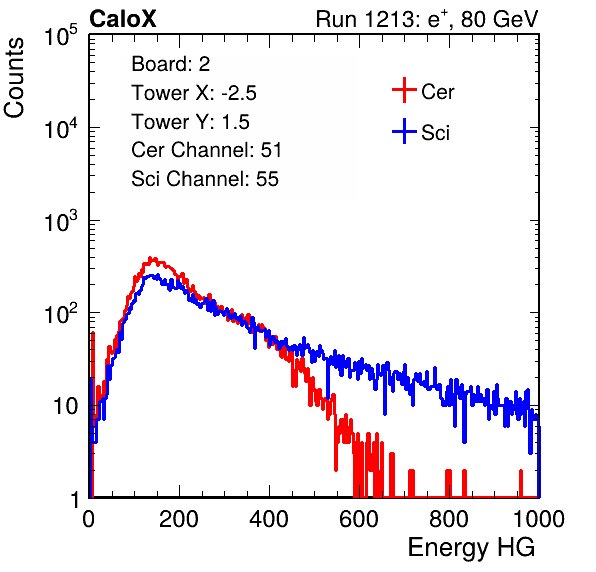 CaloX Run 1213: e⁺, 80 GeV
Counts
10⁵
10⁴
10³
10²
10
1
Board: 2
Tower X: -2.5
Tower Y: 1.5
Cer Channel: 51
Sci Channel: 55
Cer
Sci
0 200 400 600 800 1000
Energy HG